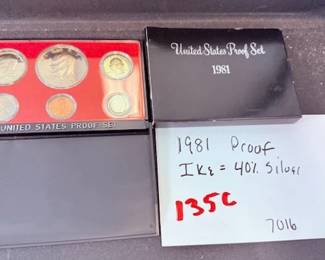 United States Proof Set
1981
UNITED STATES PROOF SET
1981 Proof
Ike = 40% Silver
135C
7016